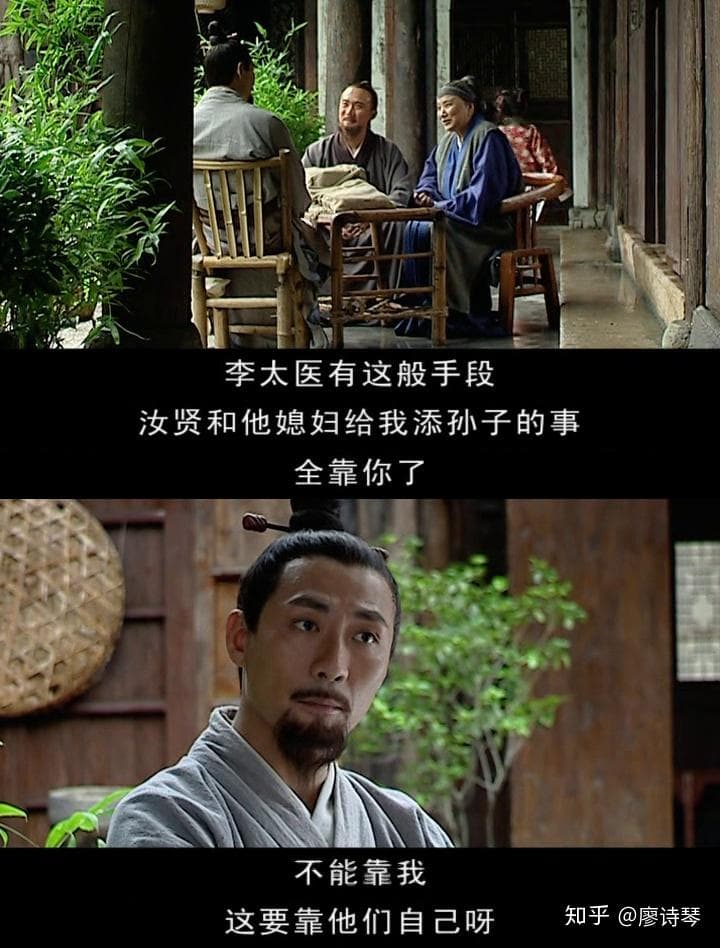 李太医有这般手段
汝贤和他媳妇给我添孙子的事
全靠你了
不能靠我
这要靠他们自己呀
知乎 @廖诗琴